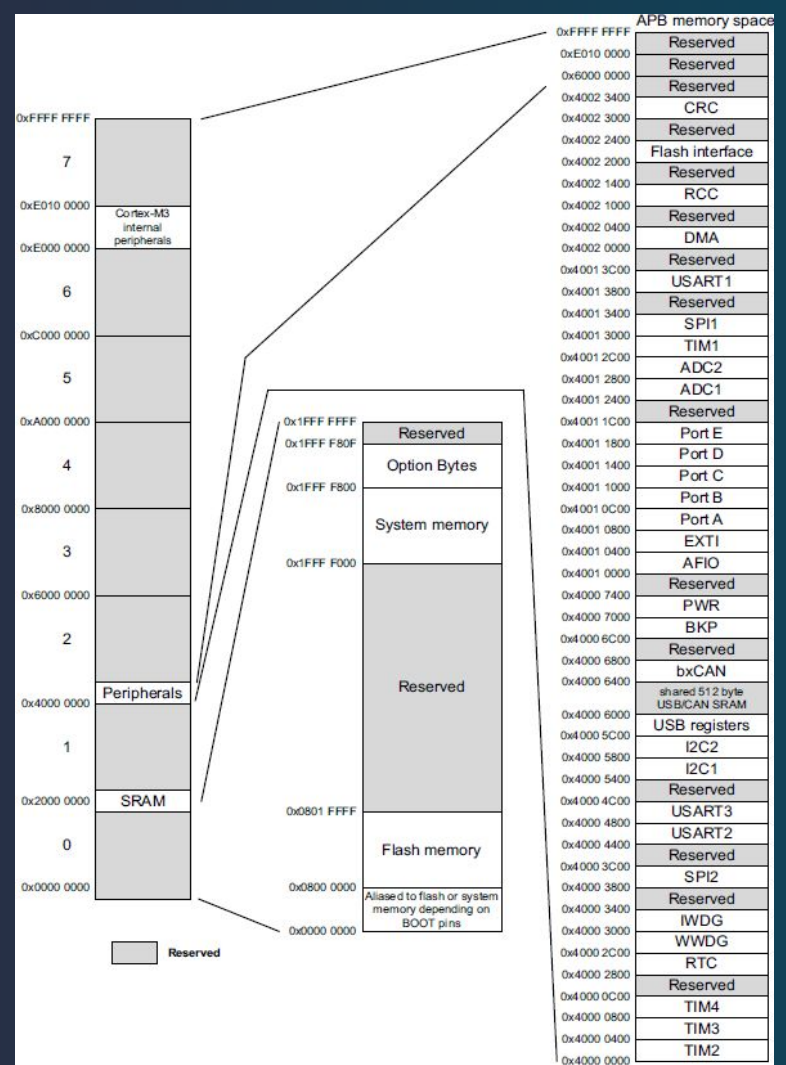 APB memory space
0xFFFF FFFF
Reserved
0xE010 0000
Reserved
0x6000 0000
Reserved
0x4002 3400
CRC
0x4002 3000
Reserved
0x4002 2400
Flash interface
0x4002 2000
Reserved
0x4002 1400
RCC
0x4002 1000
Reserved
0x4002 0400
DMA
0x4002 0000
Reserved
0x4001 3C00
USART1
0x4001 3800
Reserved
0x4001 3400
SPI1
0x4001 3000
TIM1
0x4001 2C00
ADC2
0x4001 2800
ADC1
0x4001 2400
Reserved
0x4001 1C00
Port E
0x4001 1800
Port D
0x4001 1400
Port C
0x4001 1000
Port B
0x4001 0C00
Port A
0x4001 0800
EXTI
0x4001 0400
AFIO
0x4001 0000
Reserved
0x4000 7400
PWR
0x4000 7000
BKP
0x4000 6C00
Reserved
0x4000 6800
bxCAN
0x4000 6400
shared 512 byte
USB/CAN SRAM
0x4000 6000
USB registers
0x4000 5C00
I2C2
0x4000 5800
I2C1
0x4000 5400
Reserved
0x4000 4C00
USART3
0x4000 4800
USART2
0x4000 4400
Reserved
0x4000 3C00
SPI2
0x4000 3800
Reserved
0x4000 3400
IWDG
0x4000 3000
WWDG
0x4000 2C00
RTC
0x4000 2800
Reserved
0x4000 0C00
TIM4
0x4000 0800
TIM3
0x4000 0400
TIM2
0x4000 0000
0xFFFF FFFF
7
0xE010 0000
Cortex-M3
internal
peripherals
0xE000 0000
6
0xC000 0000
5
0xA000 0000
4
0x8000 0000
3
0x6000 0000
2
Peripherals
0x4000 0000
1
0x2000 0000
SRAM
0
0x0000 0000
0x1FFF FFFF
Reserved
0x1FFF F80F
Option Bytes
0x1FFF F800
System memory
0x1FFF F000
Reserved
0x0801 FFFF
Flash memory
0x0800 0000
Aliased to flash or system
memory depending on
BOOT pins
0x0000 0000
Reserved